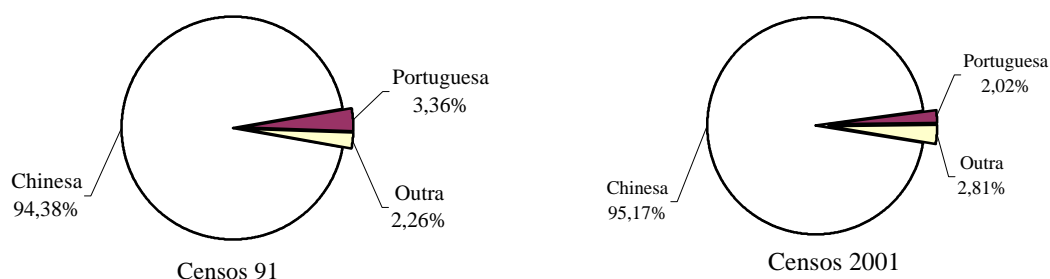 Portuguesa
3,36%
Chinesa
94,38%
Outra
2,26%
Censos 91
Portuguesa
2,02%
Outra
2,81%
Chinesa
95,17%
Censos 2001